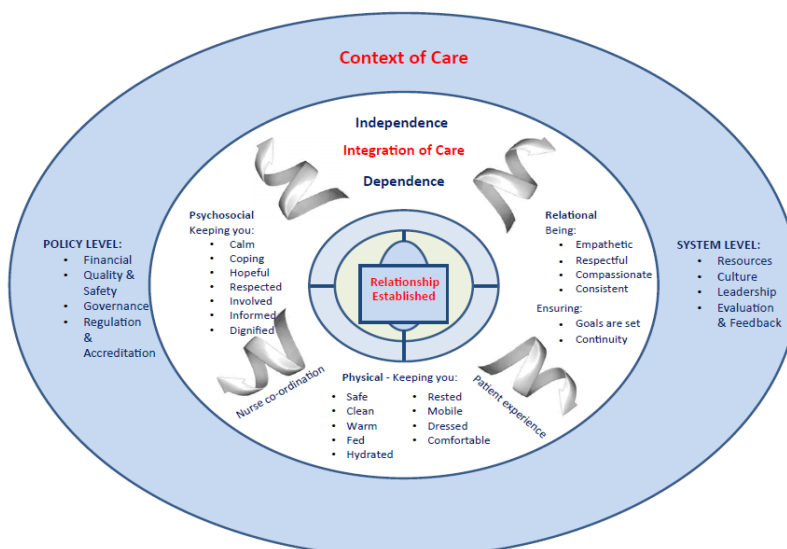 Context of Care
Independence
Integration of Care
Dependence
Psychosocial
Keeping you:
• Calm
• Coping
• Hopeful
• Respected
• Involved
• Informed
• Dignified
Relational
Being:
• Empathetic
• Respectful
• Compassionate
• Consistent
Ensuring:
• Goals are set
• Continuity
POLICY LEVEL:
• Financial
• Quality &
Safety
• Governance
• Regulation
&
Accreditation
SYSTEM LEVEL:
• Resources
• Culture
• Leadership
• Evaluation
& Feedback
Relationship
Established
Nurse co-ordination
Physical - Keeping you:
• Safe
• Clean
• Warm
• Fed
• Hydrated
• Rested
• Mobile
• Dressed
• Comfortable
Patient experience